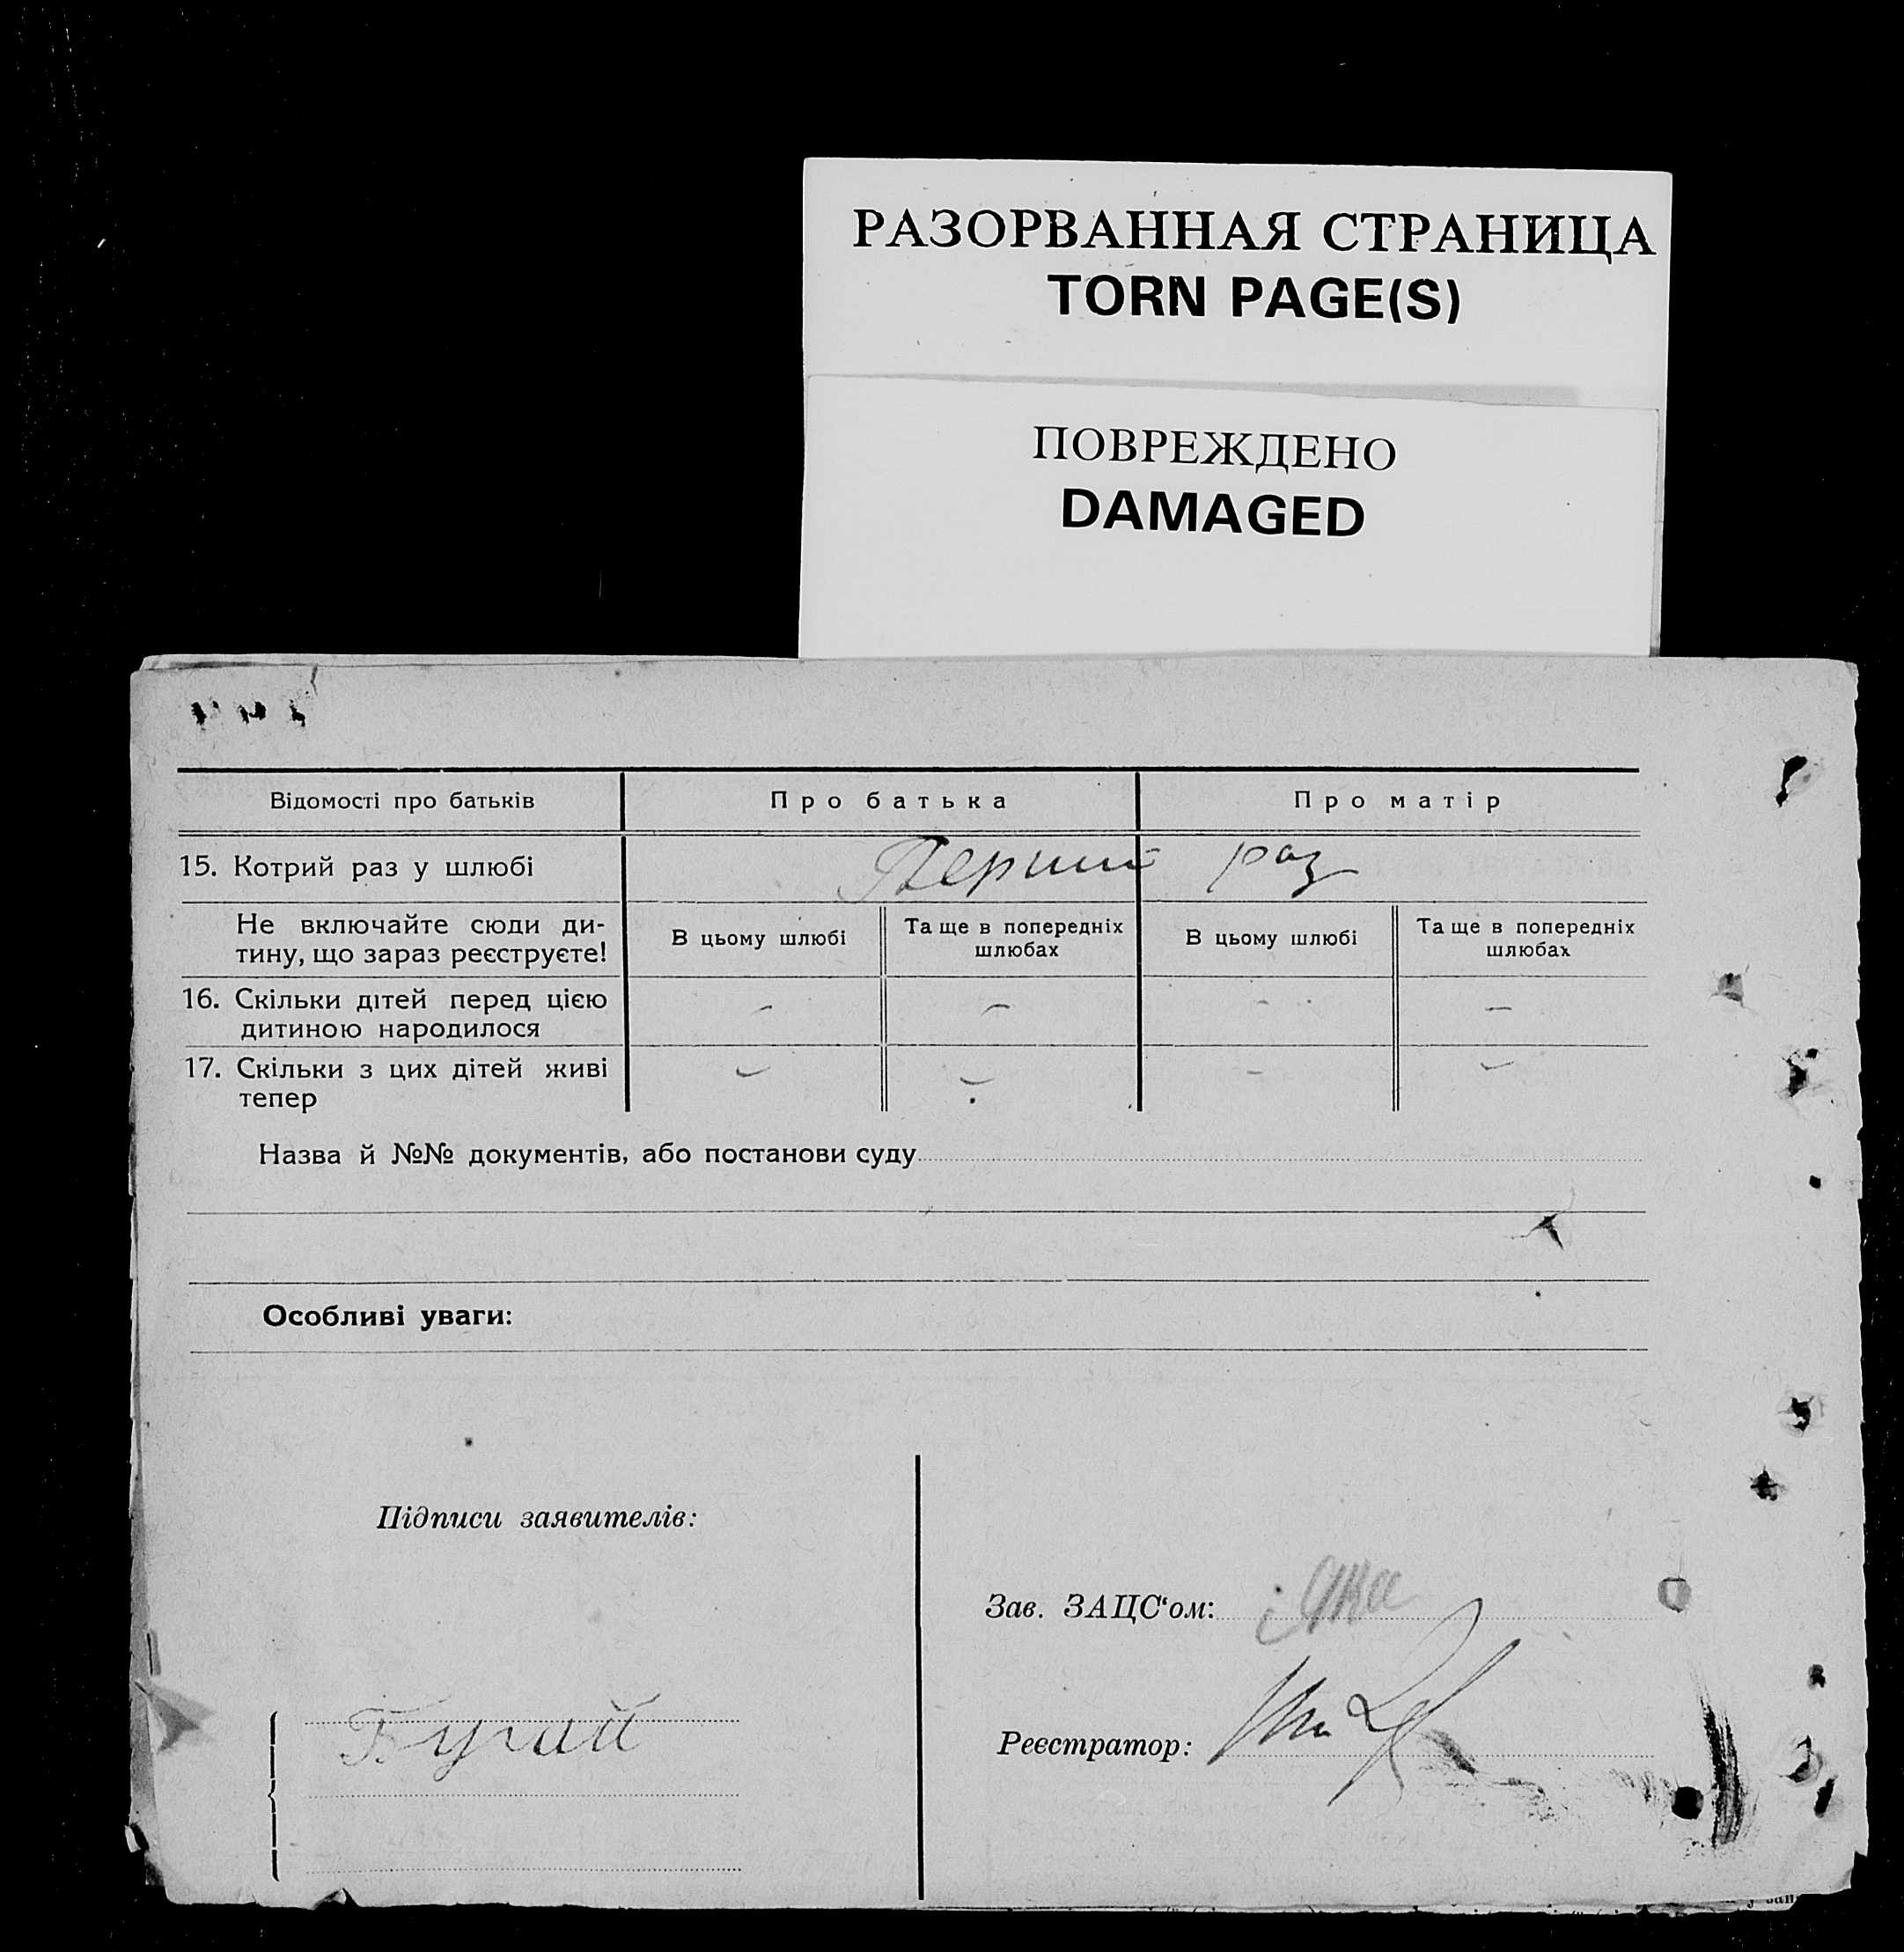 РАЗОРВАННАЯ СТРАНИЦА
TORN PAGE(S)
ПОВРЕЖДЕНО
DAMAGED
Відомості про батьків Про батька Про матір
15. Котрий раз у шлюбі Перший раз
Не включайте сюди ди-
тину, що зараз реєструєте!
В цьому шлюбі
Та ще в попередніх
шлюбах
В цьому шлюбі
Та ще в попередніх
шлюбах
16. Скільки дітей перед цією
дитиною народилося
– – – –
17. Скільки з цих дітей живі
тепер
– – – –
Назва й №№ документів, або постанови суду
Особливі уваги:
Підписи заявителів:
Бугай
Зав. ЗАЦС‘ом:
Реєстратор: